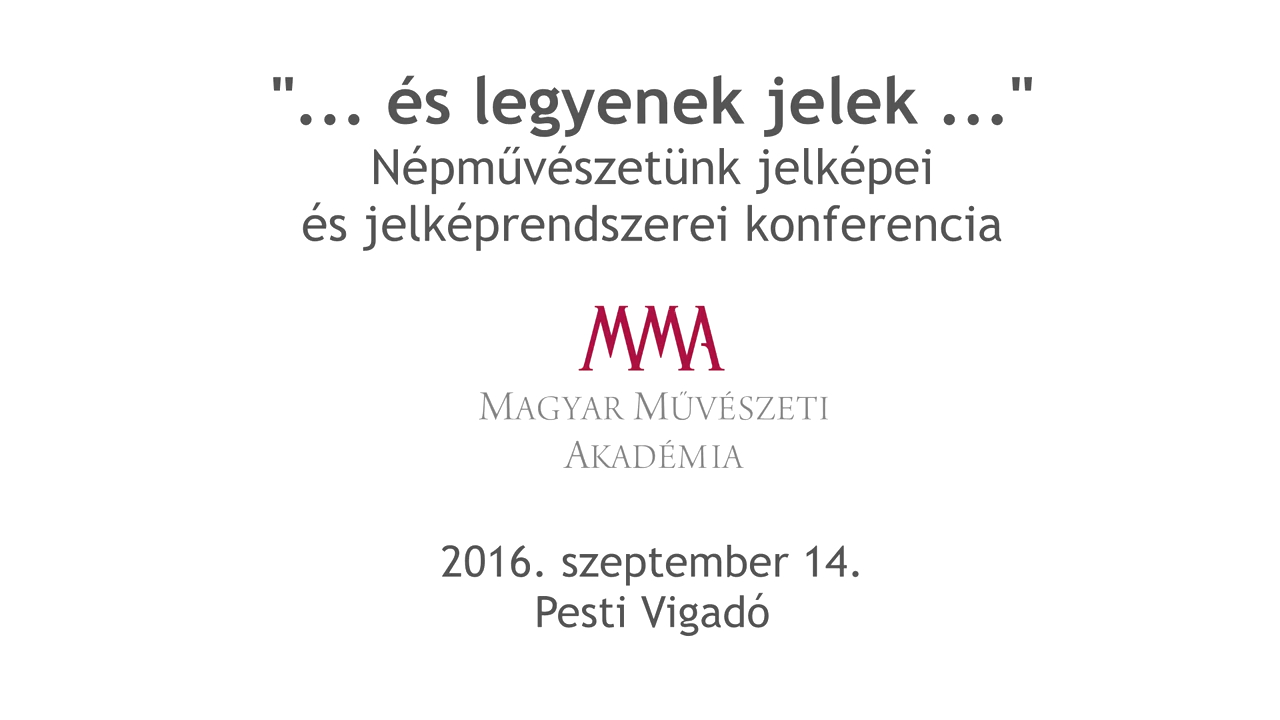 "... és legyenek jelek ..."
Népművészetünk jelképei
és jelképrendszerei konferencia
MMA
MAGYAR MŰVÉSZETI
AKADÉMIA
2016. szeptember 14.
Pesti Vigadó